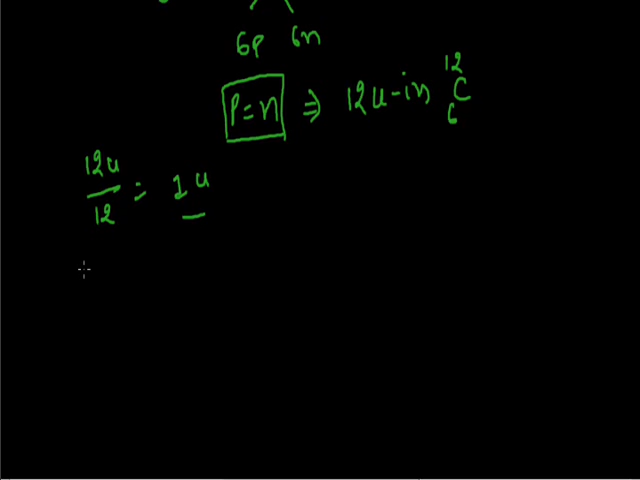 6p 6n
P=n ⇒ 12u-in ¹²₆C
12u/12 = 1u